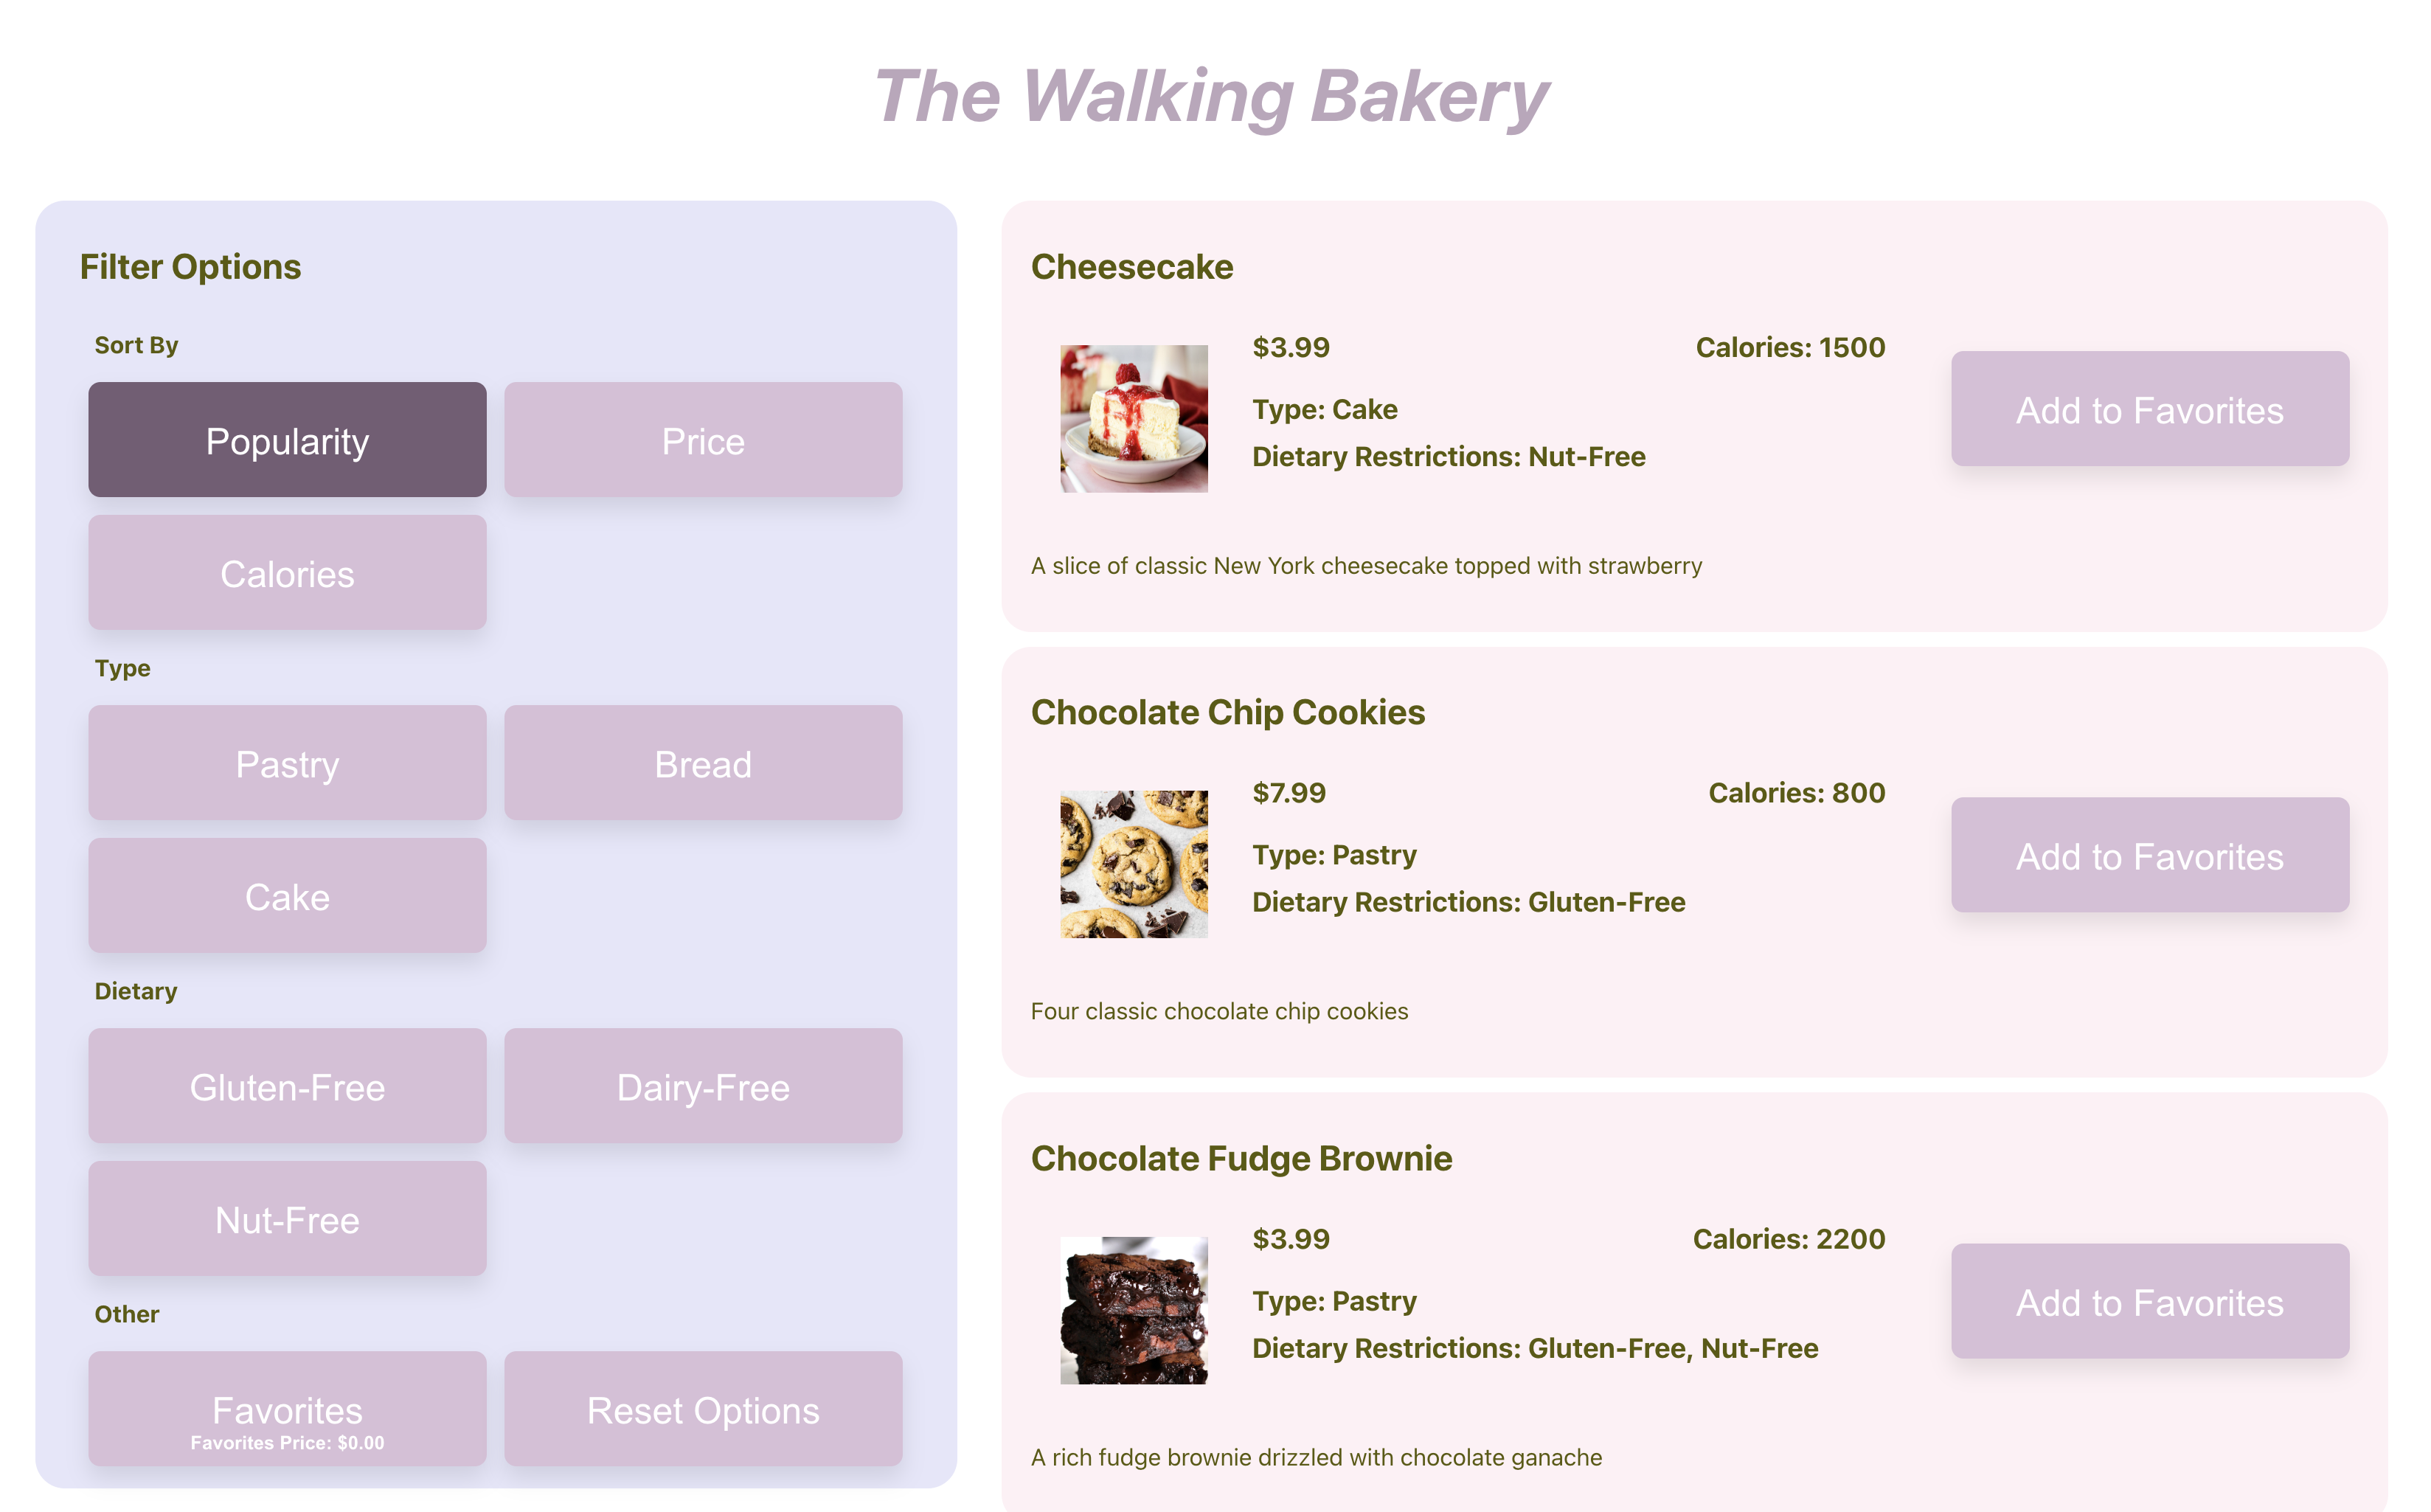 The Walking Bakery
Filter Options
Sort By
Popularity
Price
Calories
Type
Pastry
Bread
Cake
Dietary
Gluten-Free
Dairy-Free
Nut-Free
Other
Favorites
Favorites Price: $0.00
Reset Options
Cheesecake
$3.99
Calories: 1500
Type: Cake
Dietary Restrictions: Nut-Free
Add to Favorites
A slice of classic New York cheesecake topped with strawberry
Chocolate Chip Cookies
$7.99
Calories: 800
Type: Pastry
Dietary Restrictions: Gluten-Free
Add to Favorites
Four classic chocolate chip cookies
Chocolate Fudge Brownie
$3.99
Calories: 2200
Type: Pastry
Dietary Restrictions: Gluten-Free, Nut-Free
Add to Favorites
A rich fudge brownie drizzled with chocolate ganache